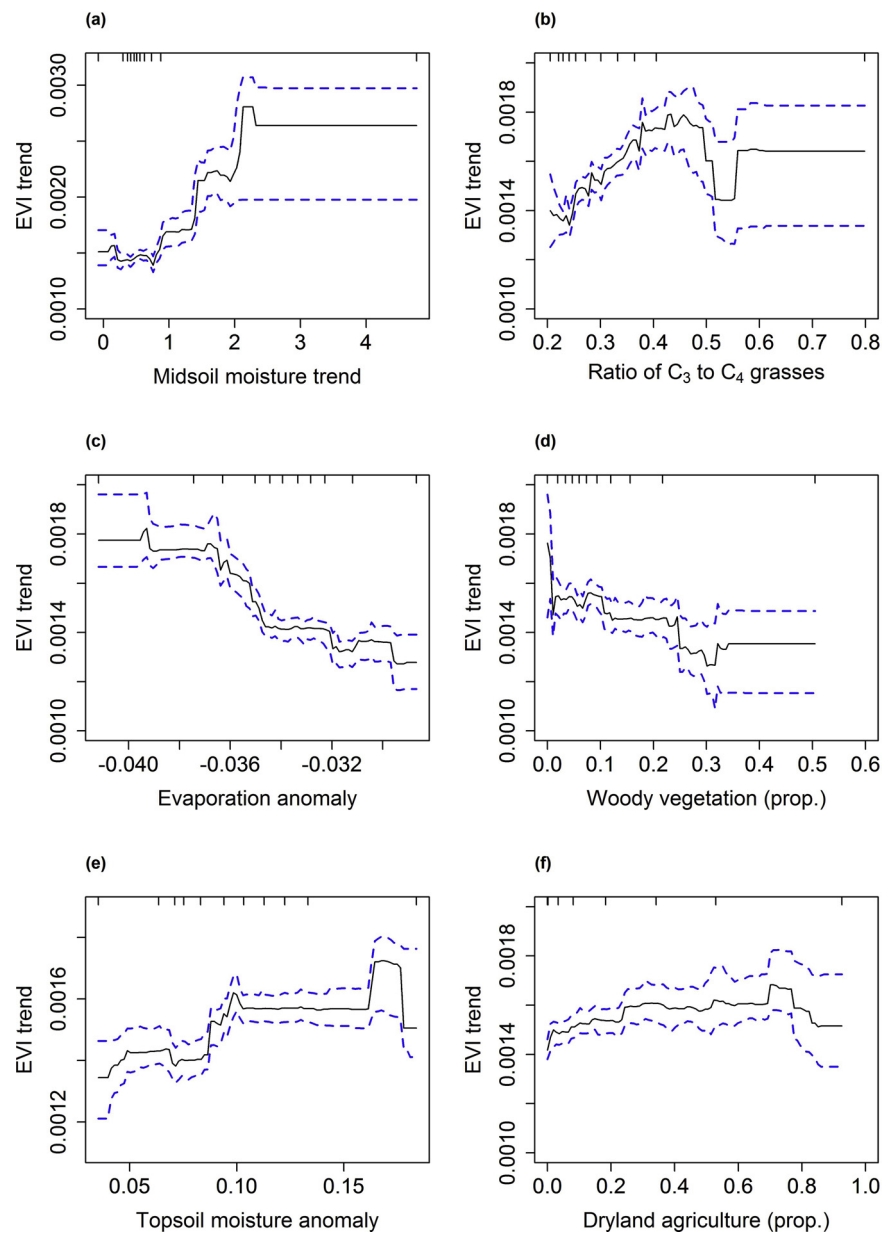 (a)
EVI trend
0.0010 0.0020 0.0030
0 1 2 3 4
Midsoil moisture trend
(b)
EVI trend
0.0010 0.0014 0.0018
0.2 0.3 0.4 0.5 0.6 0.7 0.8
Ratio of C₃ to C₄ grasses
(c)
EVI trend
0.0010 0.0014 0.0018
-0.040 -0.036 -0.032
Evaporation anomaly
(d)
EVI trend
0.0010 0.0014 0.0018
0.0 0.1 0.2 0.3 0.4 0.5 0.6
Woody vegetation (prop.)
(e)
EVI trend
0.0012 0.0016
0.05 0.10 0.15
Topsoil moisture anomaly
(f)
EVI trend
0.0010 0.0014 0.0018
0.0 0.2 0.4 0.6 0.8 1.0
Dryland agriculture (prop.)